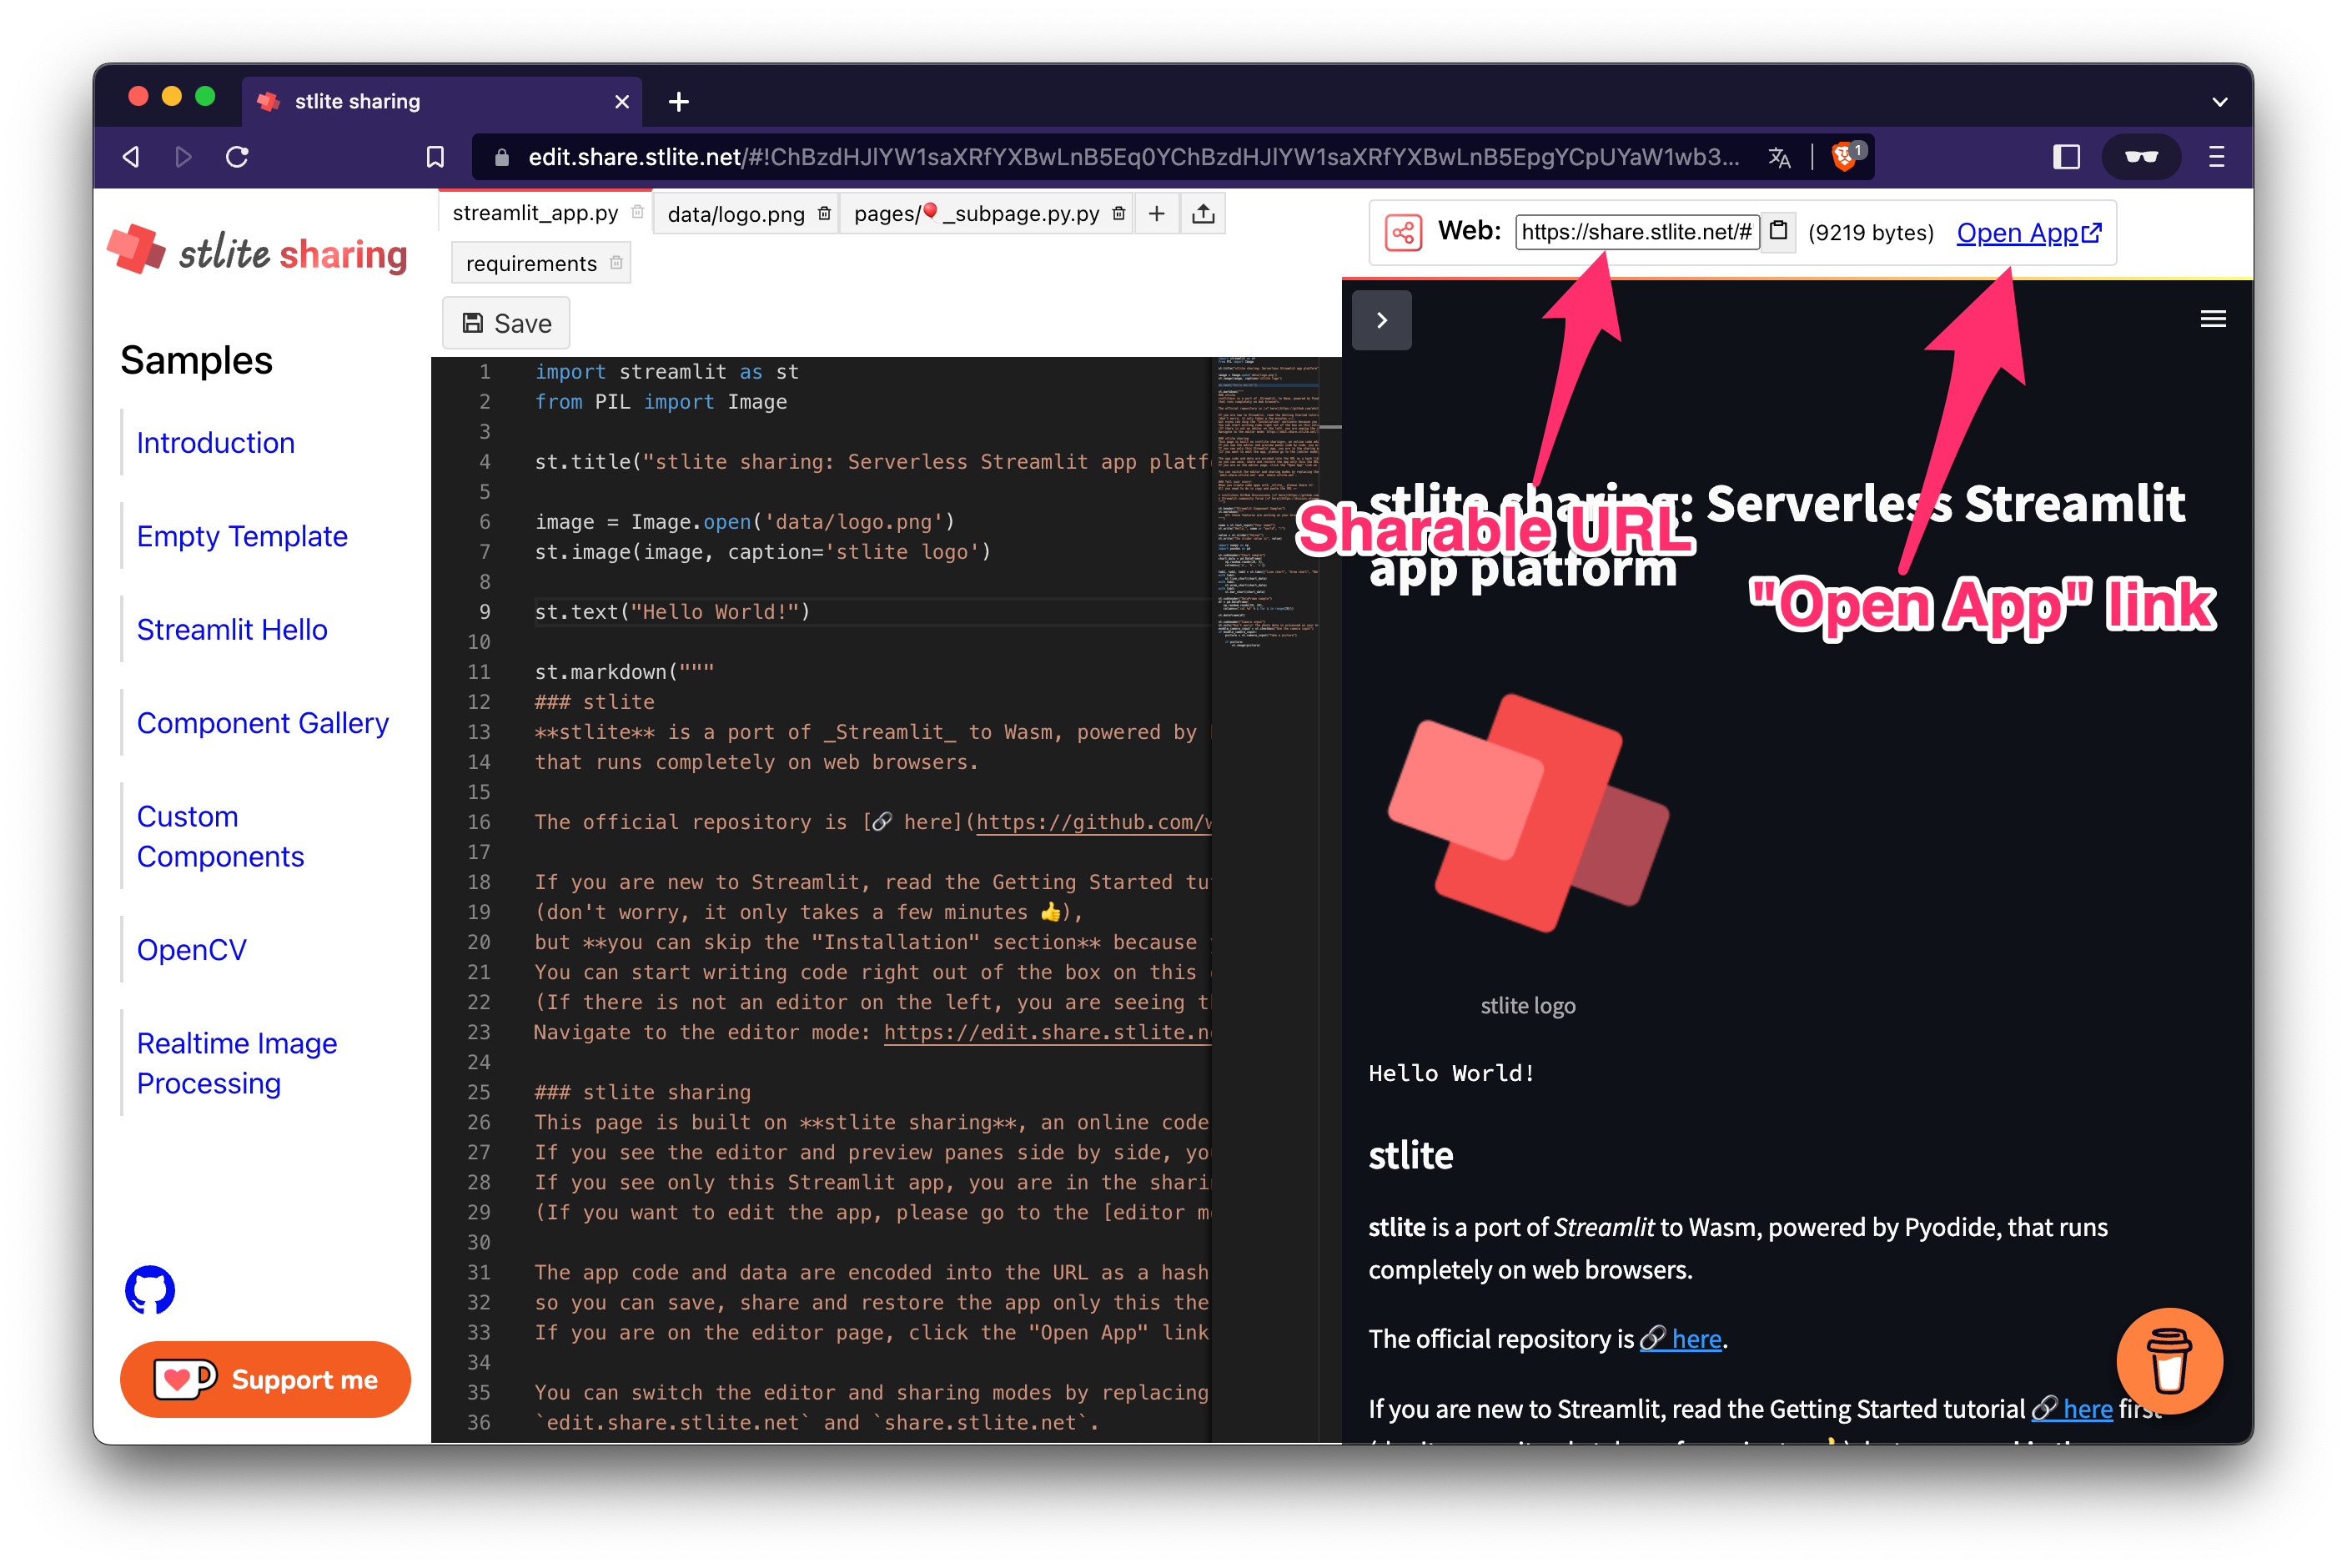 stlite sharing
edit.share.stlite.net/#!ChBzdHJlYW1saXRfYXBwLnB5Eq0YChBzdHJlYW1saXRfYXBwLnB5EpgYCpUYaW1wb3...
1
stlite sharing
Samples
Introduction
Empty Template
Streamlit Hello
Component Gallery
Custom
Components
OpenCV
Realtime Image
Processing
Support me
streamlit_app.py
data/logo.png
pages/🎈_subpage.py.py
+
requirements
Save
1 import streamlit as st
2 from PIL import Image
3
4 st.title("stlite sharing: Serverless Streamlit app platf
5
6 image = Image.open('data/logo.png')
7 st.image(image, caption='stlite logo')
8
9 st.text("Hello World!")
10
11 st.markdown("""
12 ### stlite
13 **stlite** is a port of _Streamlit_ to Wasm, powered by
14 that runs completely on web browsers.
15
16 The official repository is [🔗 here](https://github.com/w
17
18 If you are new to Streamlit, read the Getting Started tu
19 (don't worry, it only takes a few minutes 👍),
20 but **you can skip the "Installation" section** because
21 You can start writing code right out of the box on this
22 (If there is not an editor on the left, you are seeing t
23 Navigate to the editor mode: https://edit.share.stlite.n
24
25 ### stlite sharing
26 This page is built on **stlite sharing**, an online code
27 If you see the editor and preview panes side by side, yo
28 If you see only this Streamlit app, you are in the shari
29 (If you want to edit the app, please go to the [editor m
30
31 The app code and data are encoded into the URL as a hash
32 so you can save, share and restore the app only this the
33 If you are on the editor page, click the "Open App" link
34
35 You can switch the editor and sharing modes by replacing
36 `edit.share.stlite.net` and `share.stlite.net`.
Web: https://share.stlite.net/# (9219 bytes) Open App
stlite sharing: Serverless Streamlit
app platform
Sharable URL
"Open App" link
stlite logo
Hello World!
stlite
stlite is a port of Streamlit to Wasm, powered by Pyodide, that runs
completely on web browsers.
The official repository is 🔗 here.
If you are new to Streamlit, read the Getting Started tutorial 🔗 here first